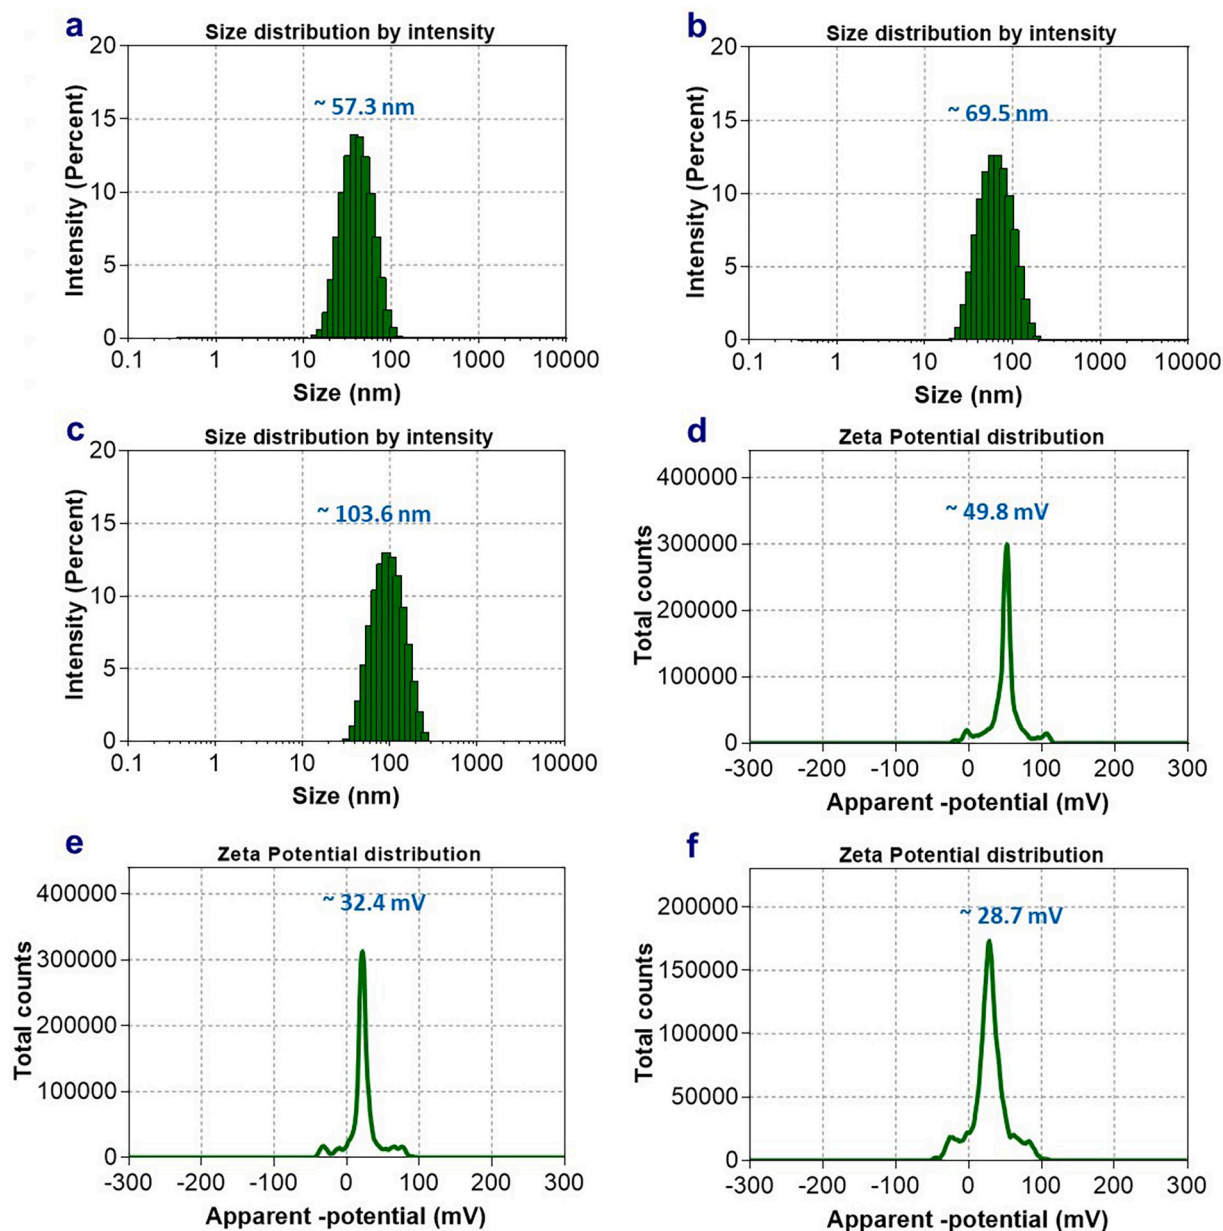 a
Size distribution by intensity
~ 57.3 nm
Intensity (Percent)
20
15
10
5
0
0.1 1 10 100 1000 10000
Size (nm)
b
Size distribution by intensity
~ 69.5 nm
Intensity (Percent)
20
15
10
5
0
0.1 1 10 100 1000 10000
Size (nm)
c
Size distribution by intensity
~ 103.6 nm
Intensity (Percent)
20
15
10
5
0
0.1 1 10 100 1000 10000
Size (nm)
d
Zeta Potential distribution
~ 49.8 mV
Total counts
400000
300000
200000
100000
0
-300 -200 -100 0 100 200 300
Apparent -potential (mV)
e
Zeta Potential distribution
~ 32.4 mV
Total counts
400000
300000
200000
100000
0
-300 -200 -100 0 100 200 300
Apparent -potential (mV)
f
Zeta Potential distribution
~ 28.7 mV
Total counts
200000
150000
100000
50000
0
-300 -200 -100 0 100 200 300
Apparent -potential (mV)